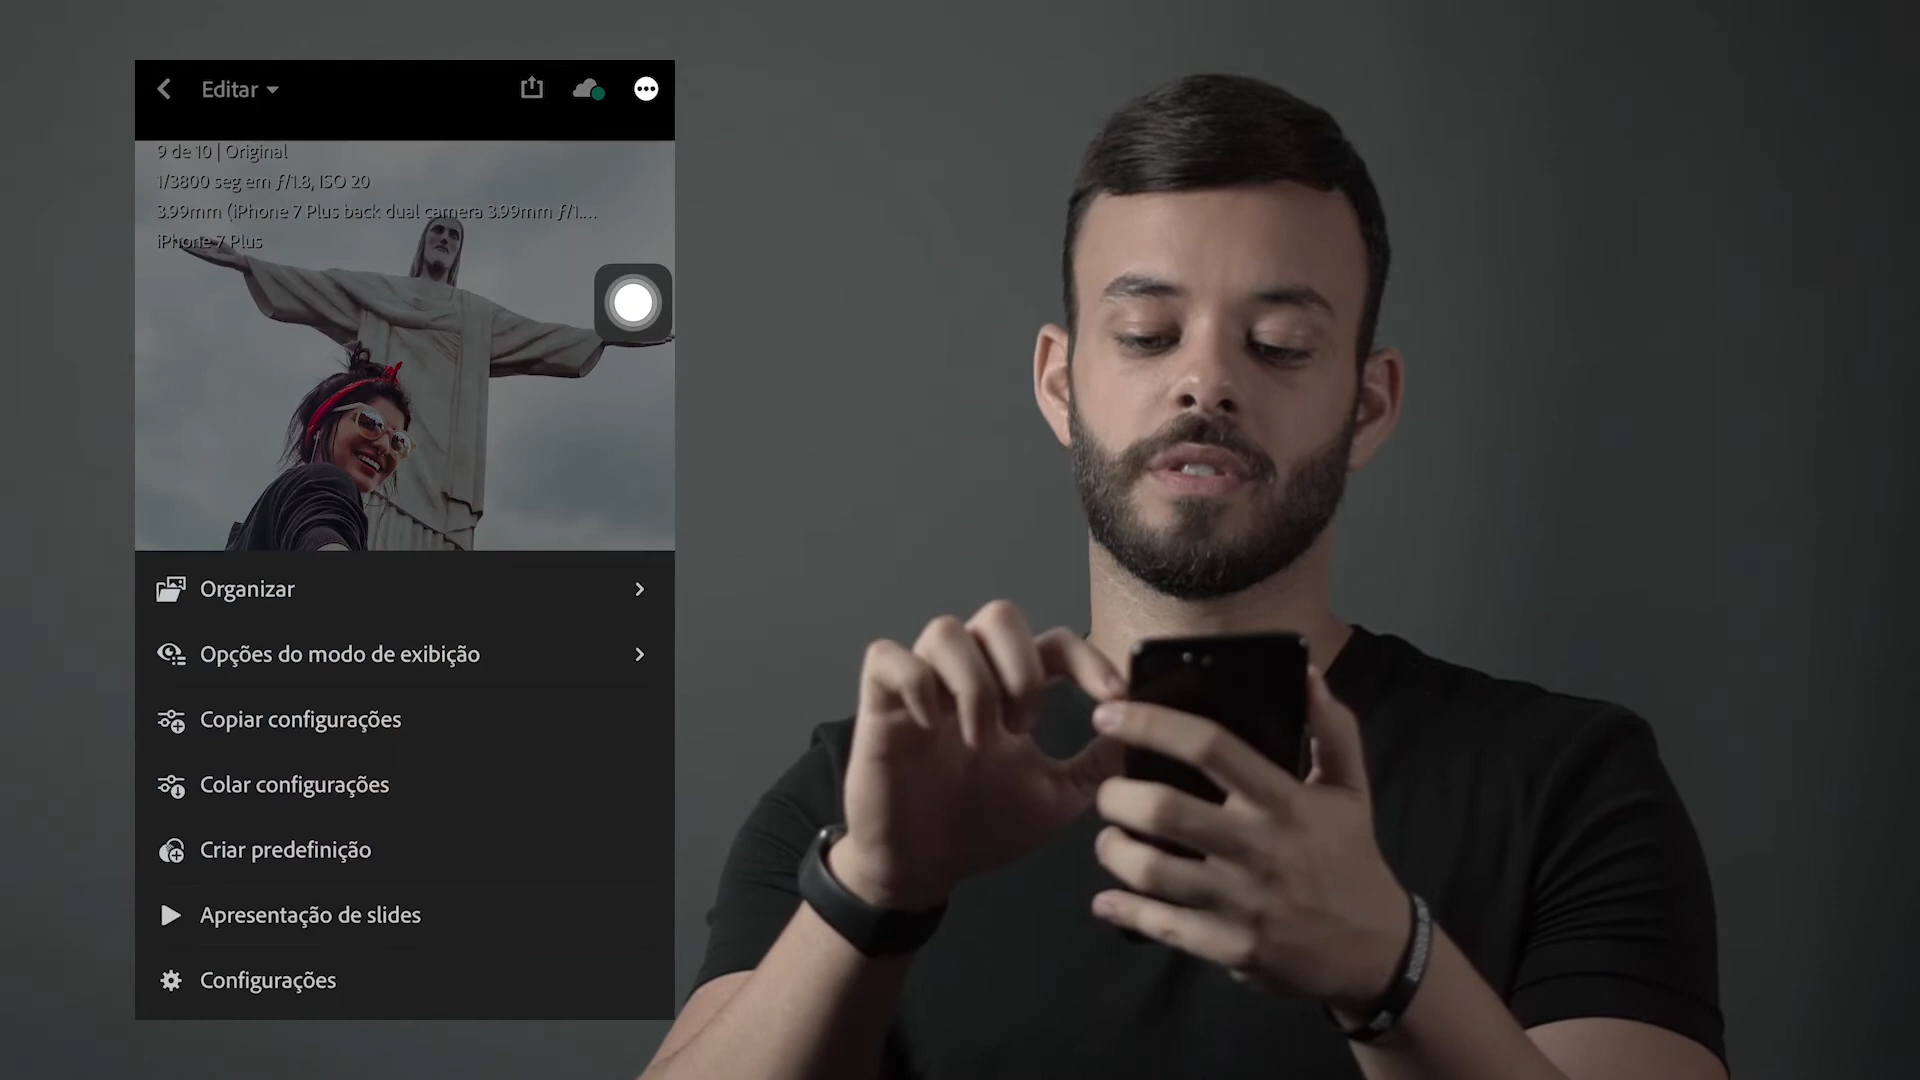 Editar
9 de 10 | Original
1/3800 seg em ƒ/1.8, ISO 20
3.99mm (iPhone 7 Plus back dual camera 3.99mm ƒ/1....
iPhone 7 Plus
Organizar
Opções do modo de exibição
Copiar configurações
Colar configurações
Criar predefinição
Apresentação de slides
Configurações